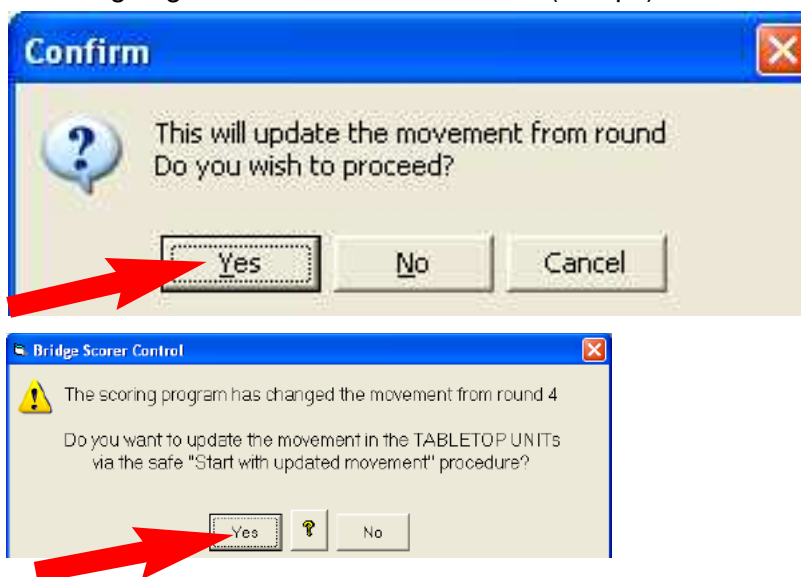 Confirm
This will update the movement from round
Do you wish to proceed?
Yes No Cancel
Bridge Scorer Control
The scoring program has changed the movement from round 4
Do you want to update the movement in the TABLETOP UNITs
via the safe "Start with updated movement" procedure?
Yes ? No